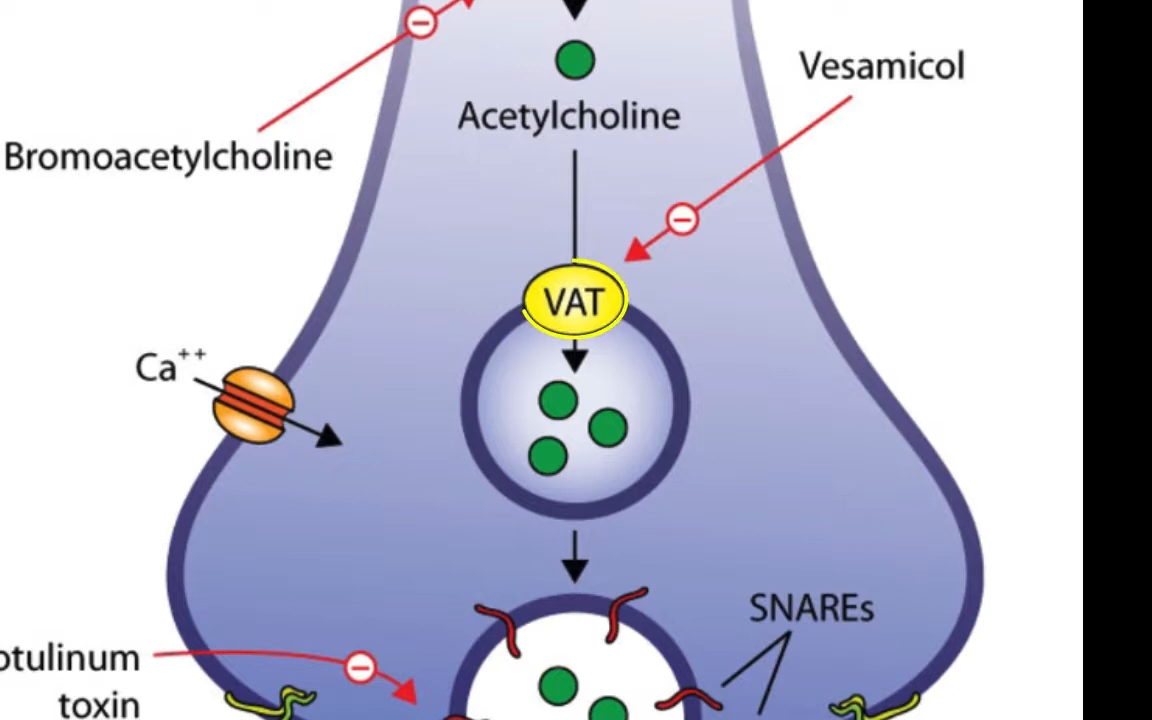 Vesamicol
Acetylcholine
Bromoacetylcholine
VAT
Ca++
SNAREs
toxin